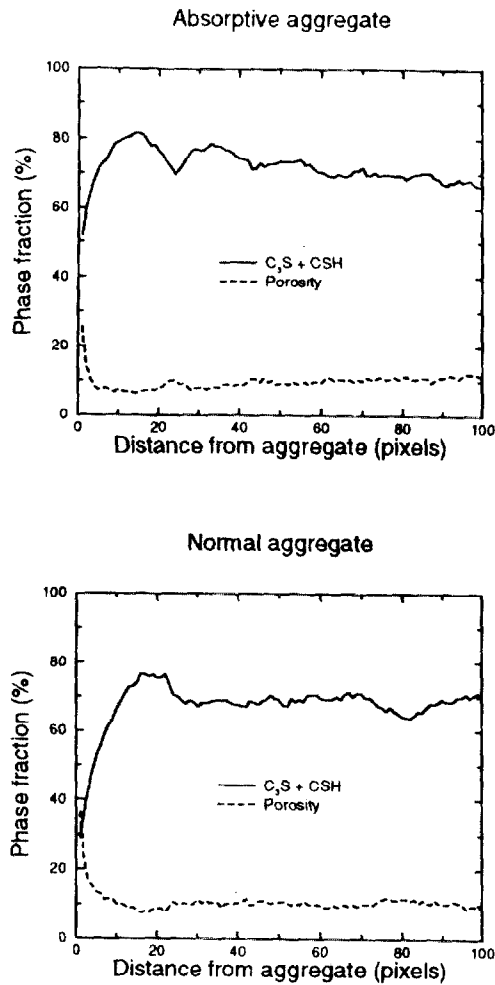 Absorptive aggregate
100
80
60
40
20
0
Phase fraction (%)
C₃S + CSH
Porosity
0 20 40 60 80 100
Distance from aggregate (pixels)
Normal aggregate
100
80
60
40
20
0
Phase fraction (%)
C₃S + CSH
Porosity
0 20 40 60 80 100
Distance from aggregate (pixels)